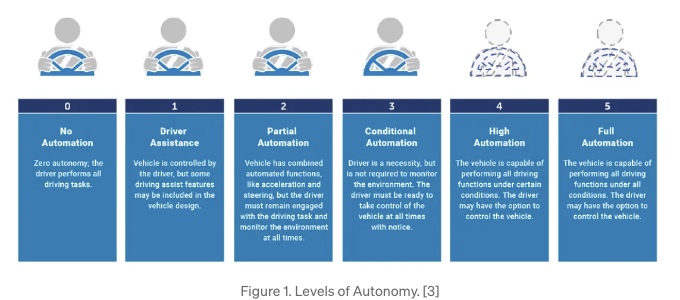 0
No
Automation
Zero autonomy; the
driver performs all
driving tasks.
1
Driver
Assistance
Vehicle is controlled by
the driver, but some
driving assist features
may be included in the
vehicle design.
2
Partial
Automation
Vehicle has combined
automated functions,
like acceleration and
steering, but the driver
must remain engaged
with the driving task and
monitor the environment
at all times.
3
Conditional
Automation
Driver is a necessity, but
is not required to monitor
the environment. The
driver must be ready to
take control of the
vehicle at all times
with notice.
4
High
Automation
The vehicle is capable of
performing all driving
functions under certain
conditions. The driver
may have the option to
control the vehicle.
5
Full
Automation
The vehicle is capable of
performing all driving
functions under all
conditions. The driver
may have the option to
control the vehicle.
Figure 1. Levels of Autonomy. [3]